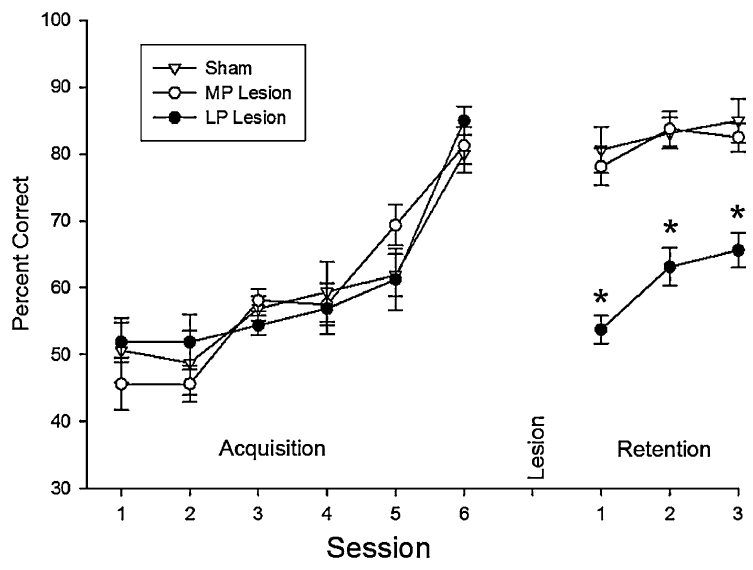 100
90
80
70
60
50
40
30
Percent Correct
Sham
MP Lesion
LP Lesion
*
*
*
Acquisition
Lesion
Retention
1 2 3 4 5 6 1 2 3
Session